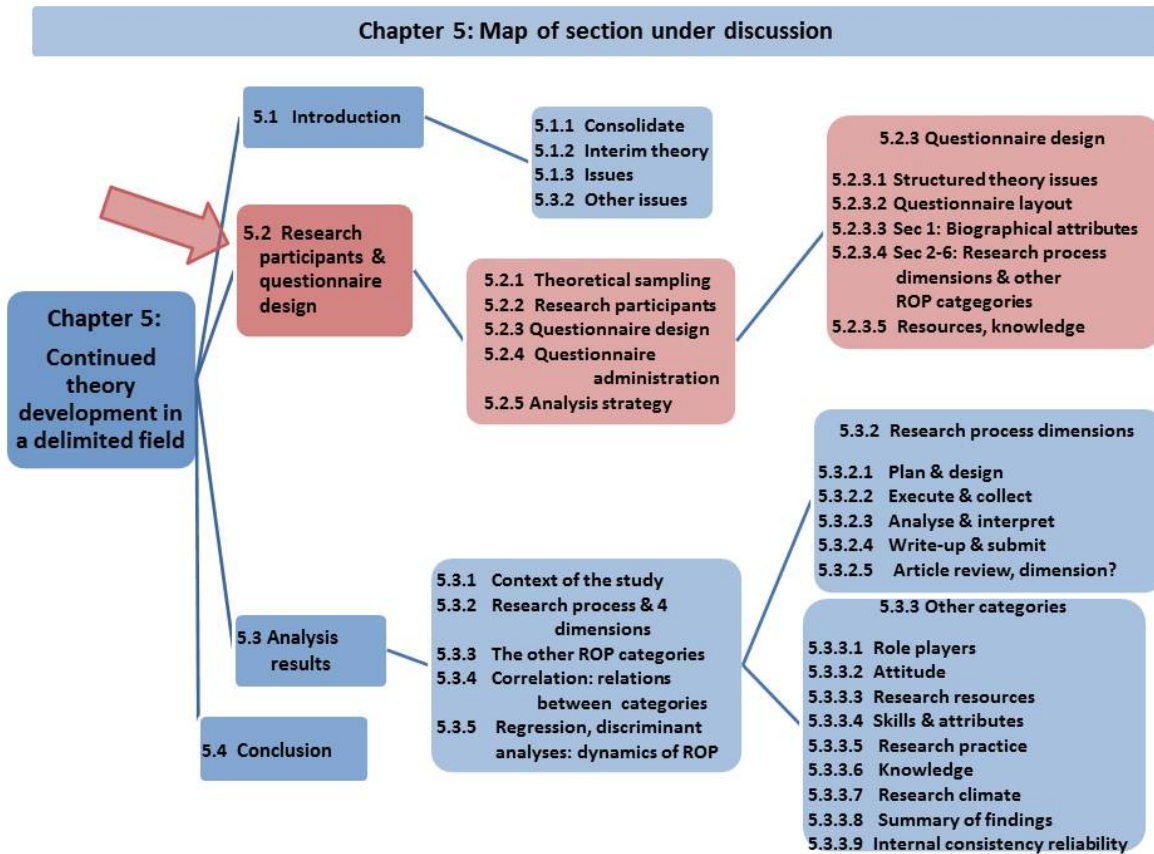 Chapter 5: Map of section under discussion
5.1 Introduction
5.1.1 Consolidate
5.1.2 Interim theory
5.1.3 Issues
5.3.2 Other issues
5.2.3 Questionnaire design
5.2.3.1 Structured theory issues
5.2.3.2 Questionnaire layout
5.2.3.3 Sec 1: Biographical attributes
5.2.3.4 Sec 2-6: Research process
dimensions & other
ROP catgegories
5.2.3.5 Resources, knowledge
5.2 Research
participants &
questionnaire
design
5.2.1 Theoretical sampling
5.2.2 Research participants
5.2.3 Questionnaire design
5.2.4 Questionnaire
administration
5.2.5 Analysis strategy
Chapter 5:
Continued
theory
development in
a delimited field
5.3.2 Research process dimensions
5.3.2.1 Plan & design
5.3.2.2 Execute & collect
5.3.2.3 Analyse & interpret
5.3.2.4 Write-up & submit
5.3.2.5 Article review, dimension?
5.3 Analysis
results
5.3.1 Context of the study
5.3.2 Research process & 4
dimensions
5.3.3 The other ROP categories
5.3.4 Correlation: relations
between categories
5.3.5 Regression, discriminant
analyses: dynamics of ROP
5.3.3 Other categories
5.3.3.1 Role players
5.3.3.2 Attitude
5.3.3.3 Research resources
5.3.3.4 Skills & attributes
5.3.3.5 Research practice
5.3.3.6 Knowledge
5.3.3.7 Research climate
5.3.3.8 Summary of findings
5.3.3.9 Internal consistency reliability
5.4 Conclusion